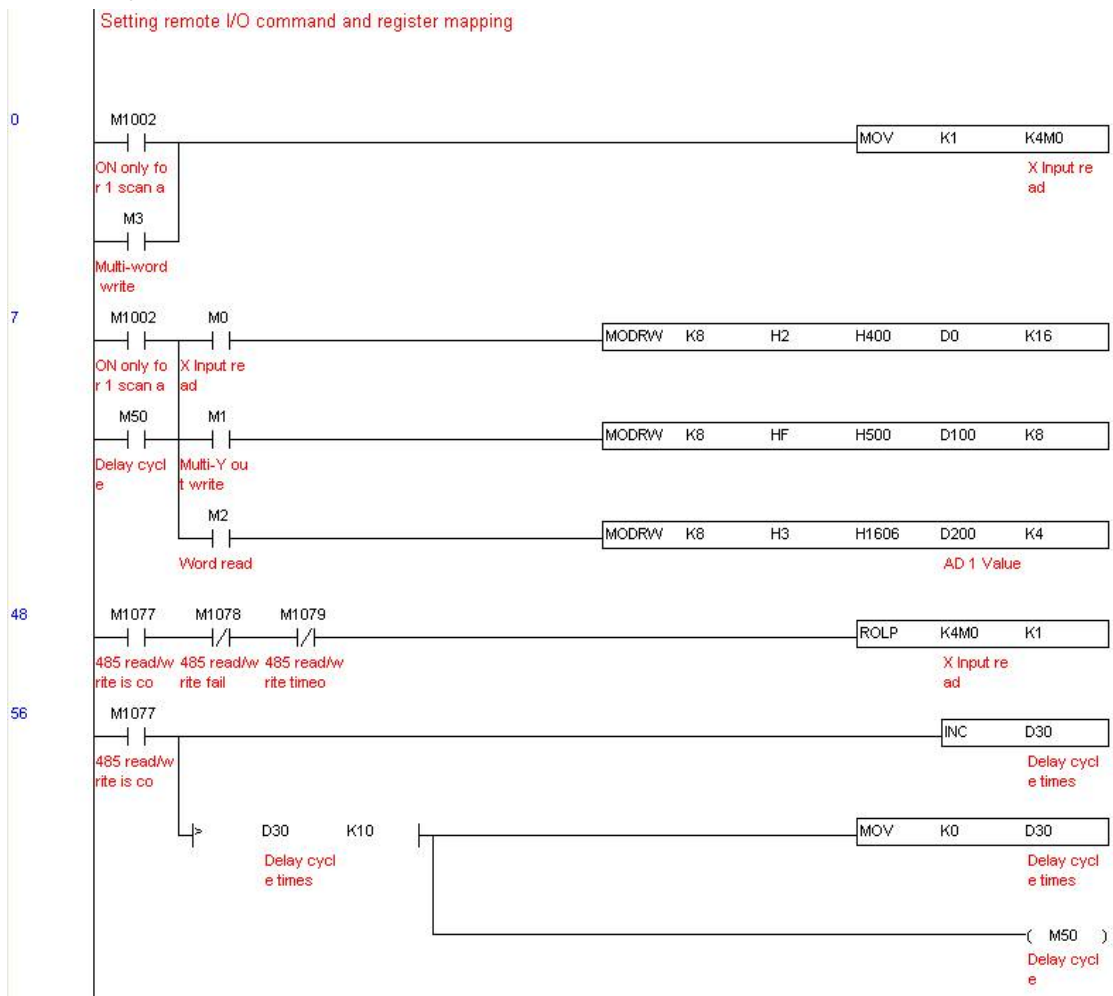 Setting remote I/O command and register mapping
0
M1002
MOV K1 K4M0
ON only fo
r 1 scan a
X Input re
ad
M3
Multi-word
write
7
M1002 M0
MODRW K8 H2 H400 D0 K16
ON only fo X Input re
r 1 scan a ad
M50 M1
MODRW K8 HF H500 D100 K8
Delay cycl Multi-Y ou
e t write
M2
MODRW K8 H3 H1606 D200 K4
Word read AD 1 Value
48
M1077 M1078 M1079
ROLP K4M0 K1
485 read/w 485 read/w 485 read/w X Input re
rite is co rite fail rite timeo ad
56
M1077
INC D30
485 read/w Delay cycl
rite is co e times
> D30 K10 MOV K0 D30
Delay cycl Delay cycl
e times e times
( M50 )
Delay cycl
e